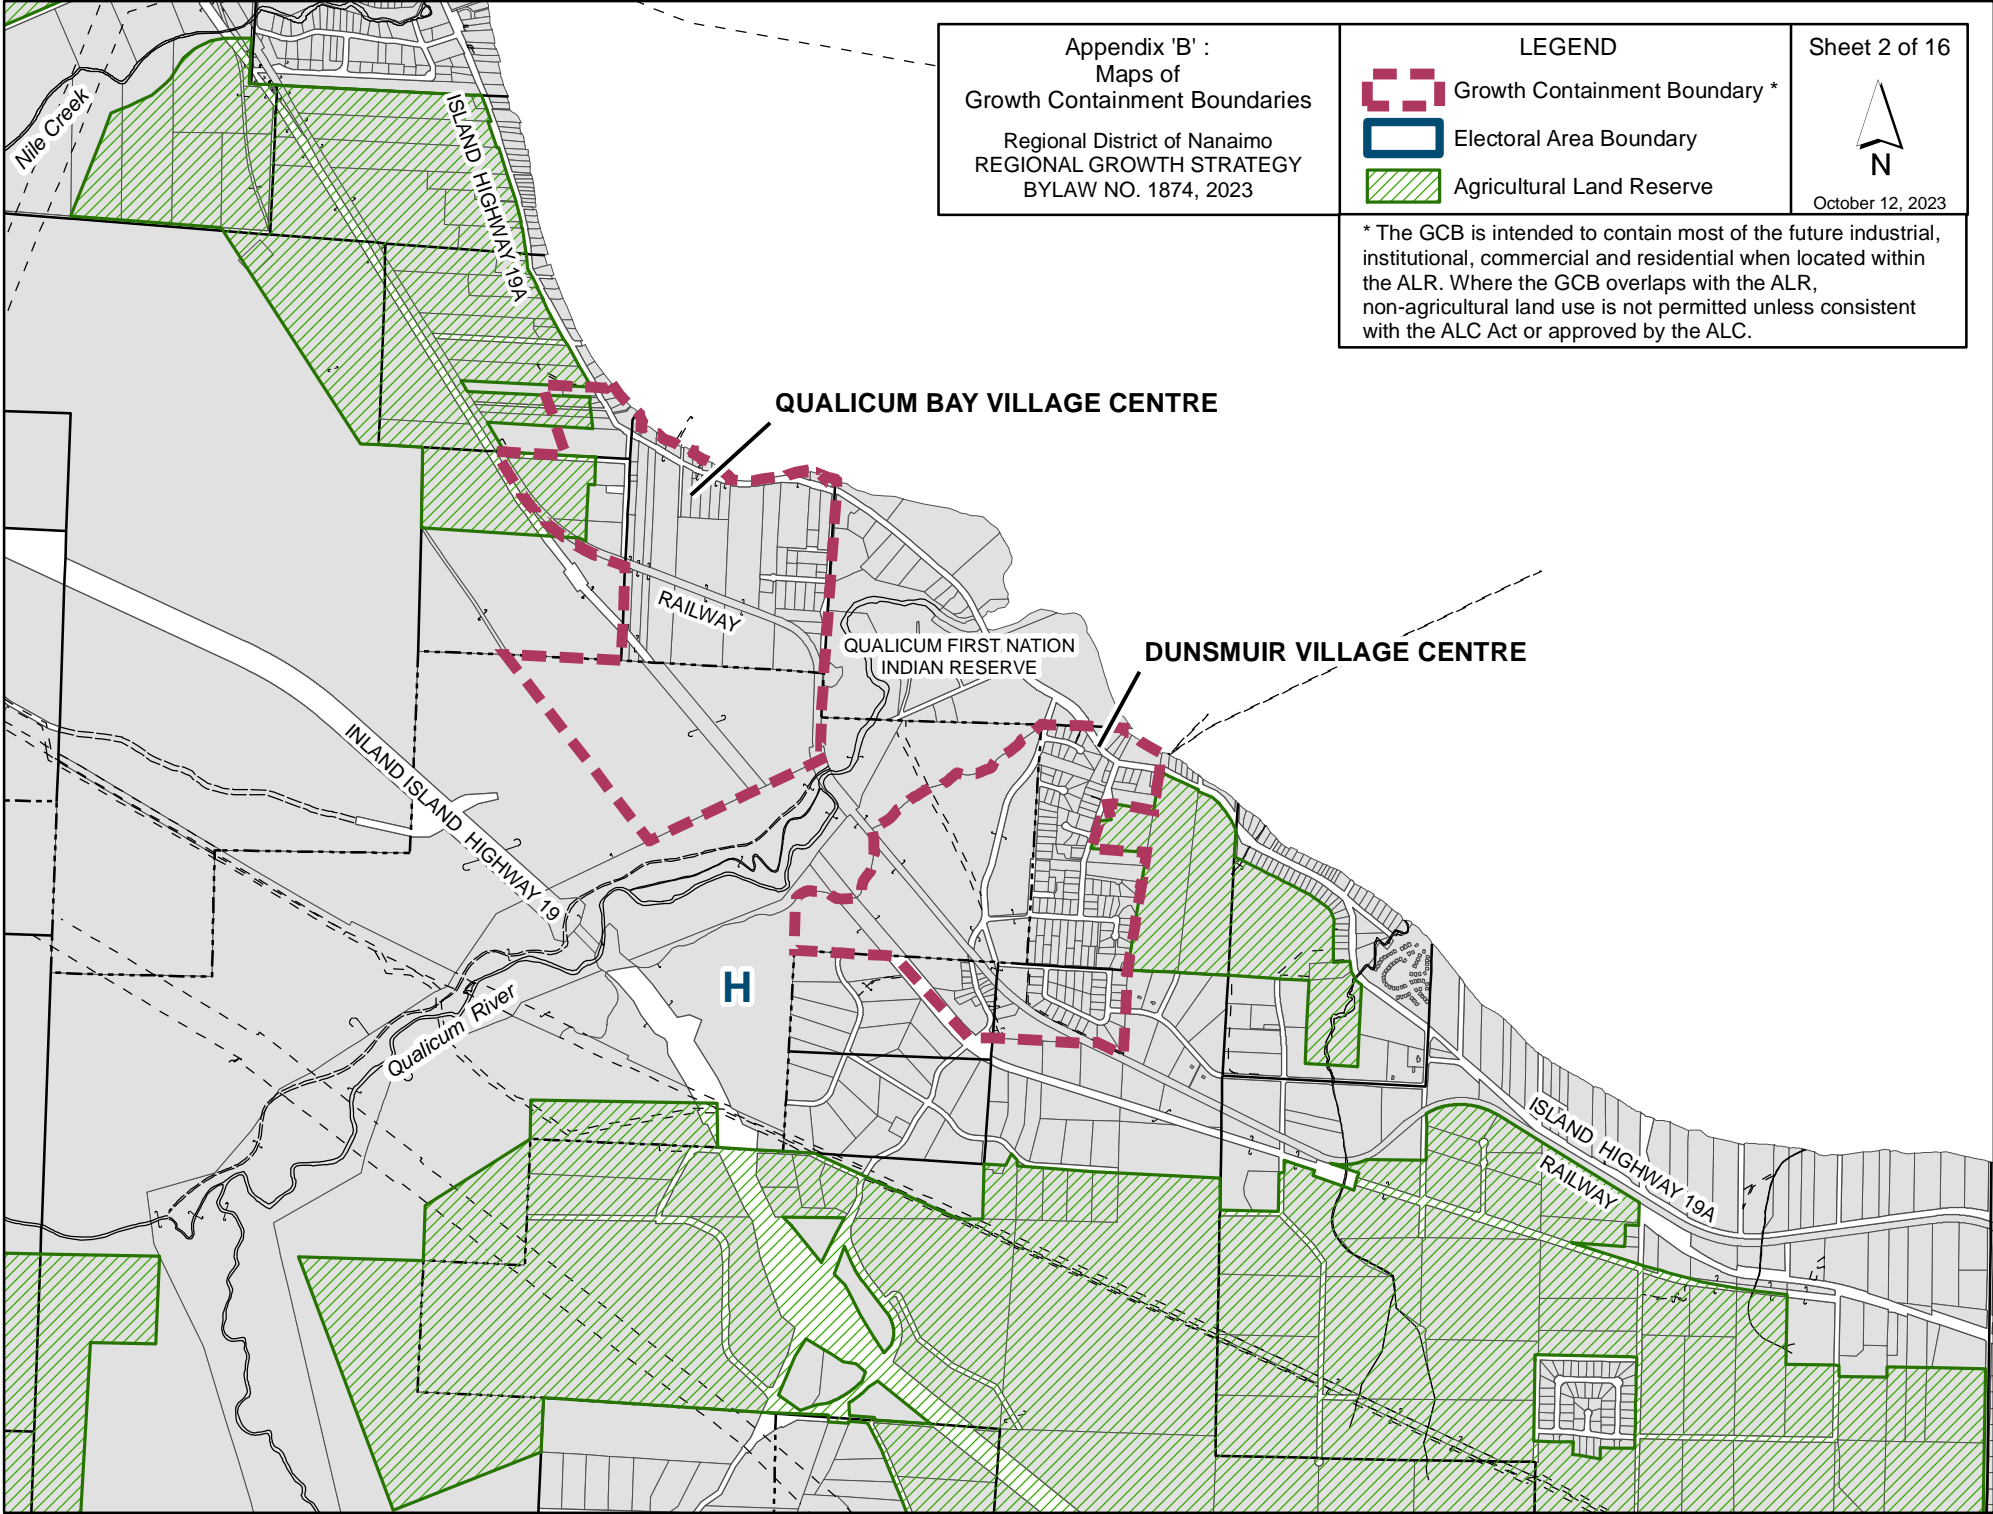 Appendix 'B' :
Maps of
Growth Containment Boundaries
Regional District of Nanaimo
REGIONAL GROWTH STRATEGY
BYLAW NO. 1874, 2023
LEGEND
Growth Containment Boundary *
Electoral Area Boundary
Agricultural Land Reserve
Sheet 2 of 16
N
October 12, 2023
* The GCB is intended to contain most of the future industrial,
institutional, commercial and residential when located within
the ALR. Where the GCB overlaps with the ALR,
non-agricultural land use is not permitted unless consistent
with the ALC Act or approved by the ALC.
Nile Creek
ISLAND HIGHWAY 19A
QUALICUM BAY VILLAGE CENTRE
RAILWAY
QUALICUM FIRST NATION
INDIAN RESERVE
DUNSMUIR VILLAGE CENTRE
INLAND ISLAND HIGHWAY 19
H
Qualicum River
ISLAND HIGHWAY 19A
RAILWAY